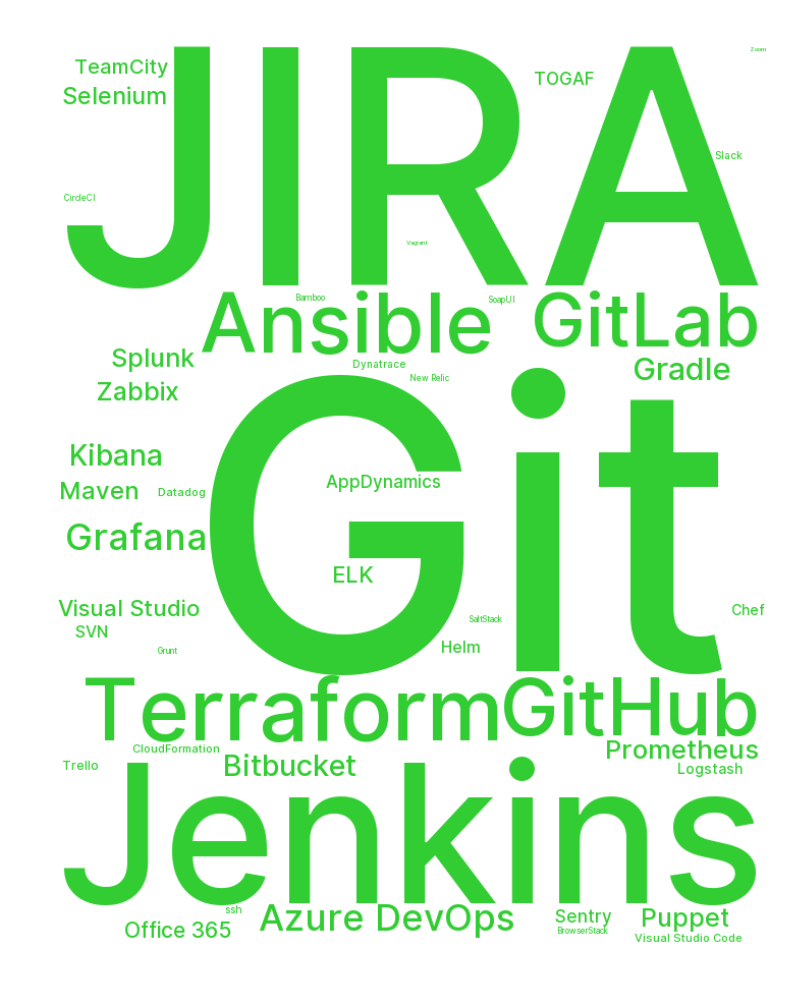 Zoom
JIRA
TeamCity
TOGAF
Selenium
Slack
CircleCI
Vagrant
Bamboo
SoapUI
Ansible
GitLab
Splunk
Dynatrace
Gradle
New Relic
Zabbix
Git
Kibana
AppDynamics
Maven
Datadog
Grafana
ELK
Visual Studio
Chef
SaltStack
SVN
Helm
Grunt
Terraform
GitHub
CloudFormation
Prometheus
Trello
Bitbucket
Logstash
Jenkins
ssh
Azure DevOps
Sentry
Puppet
Office 365
BrowserStack
Visual Studio Code